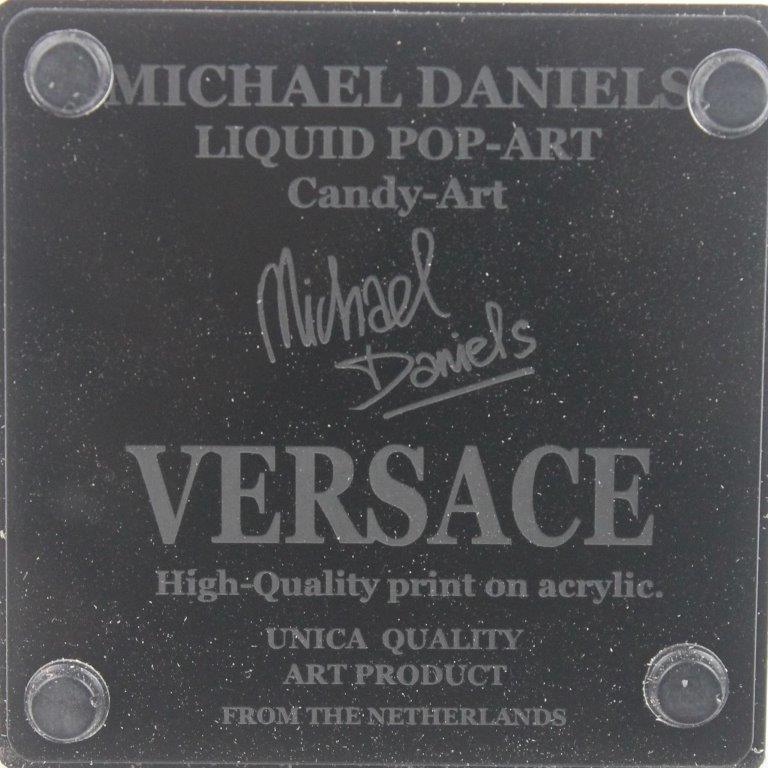 MICHAEL DANIELS
LIQUID POP-ART
Candy-Art
Michael
Daniels
VERSACE
High-Quality print on acrylic.
UNICA QUALITY
ART PRODUCT
FROM THE NETHERLANDS